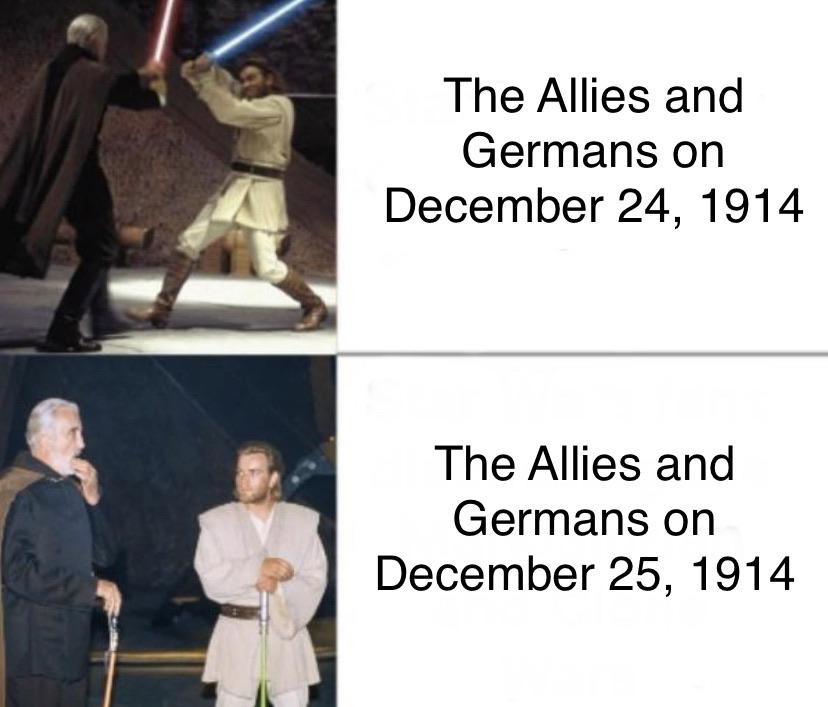 The Allies and
Germans on
December 24, 1914
The Allies and
Germans on
December 25, 1914